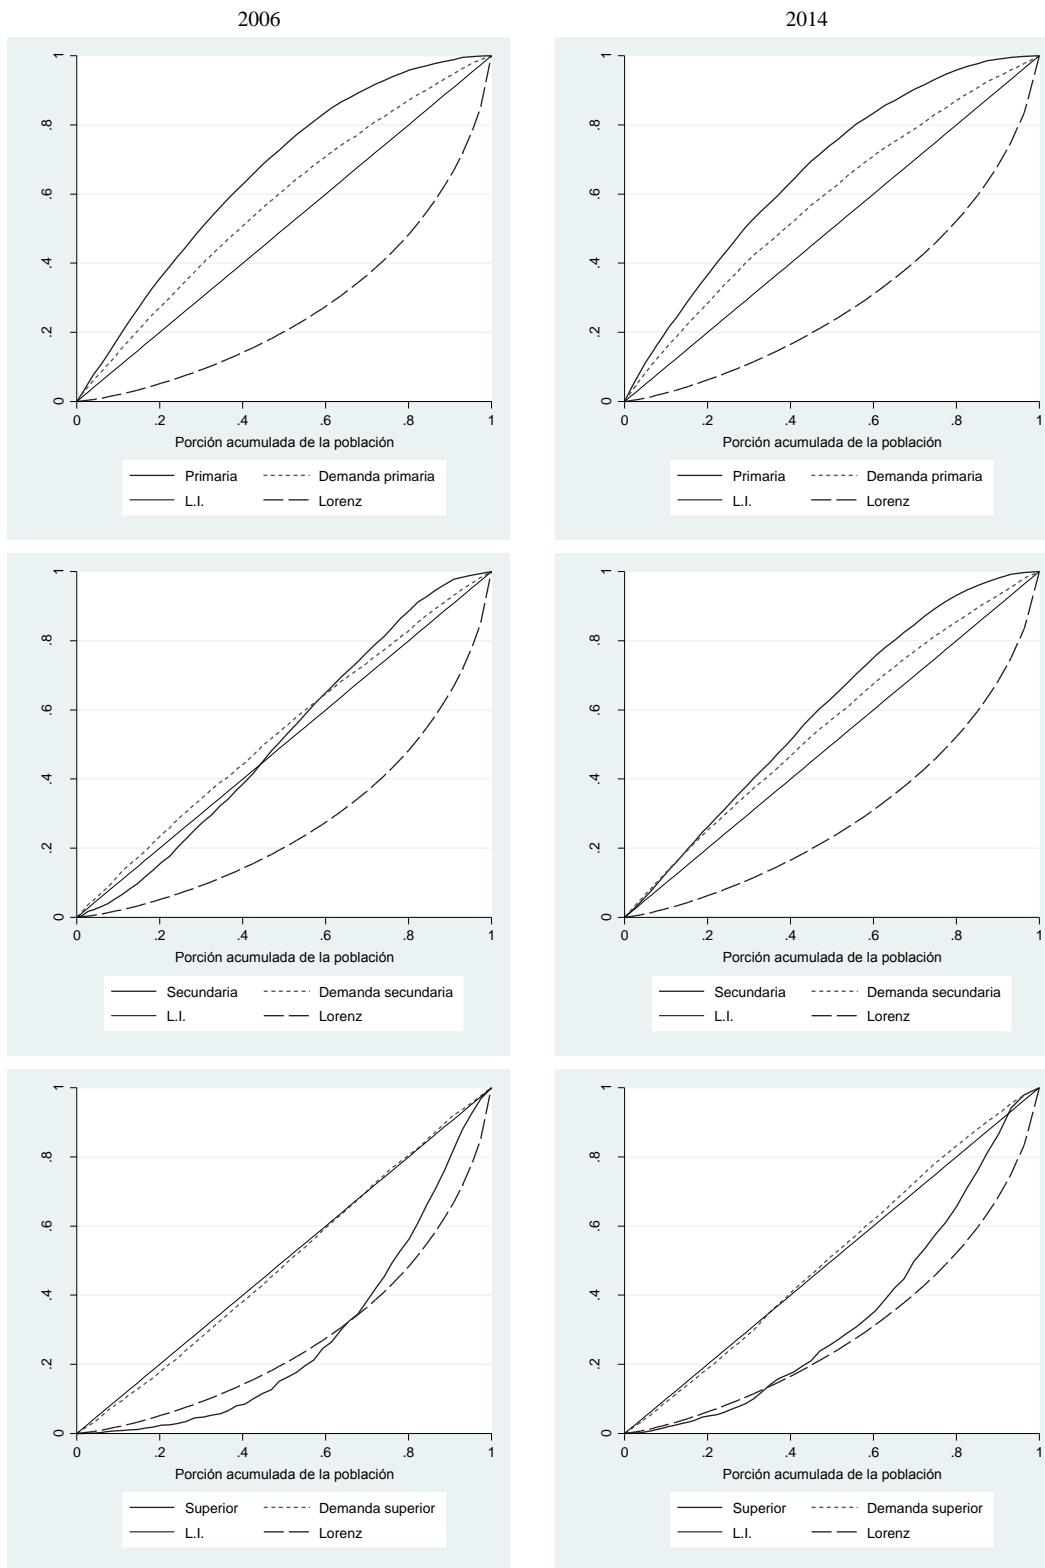 2006
2014
1
.8
.6
.4
.2
0
0 .2 .4 .6 .8 1
Porción acumulada de la población
Primaria Demanda primaria
L.I. Lorenz
1
.8
.6
.4
.2
0
0 .2 .4 .6 .8 1
Porción acumulada de la población
Primaria Demanda primaria
L.I. Lorenz
1
.8
.6
.4
.2
0
0 .2 .4 .6 .8 1
Porción acumulada de la población
Secundaria Demanda secundaria
L.I. Lorenz
1
.8
.6
.4
.2
0
0 .2 .4 .6 .8 1
Porción acumulada de la población
Secundaria Demanda secundaria
L.I. Lorenz
1
.8
.6
.4
.2
0
0 .2 .4 .6 .8 1
Porción acumulada de la población
Superior Demanda superior
L.I. Lorenz
1
.8
.6
.4
.2
0
0 .2 .4 .6 .8 1
Porción acumulada de la población
Superior Demanda superior
L.I. Lorenz